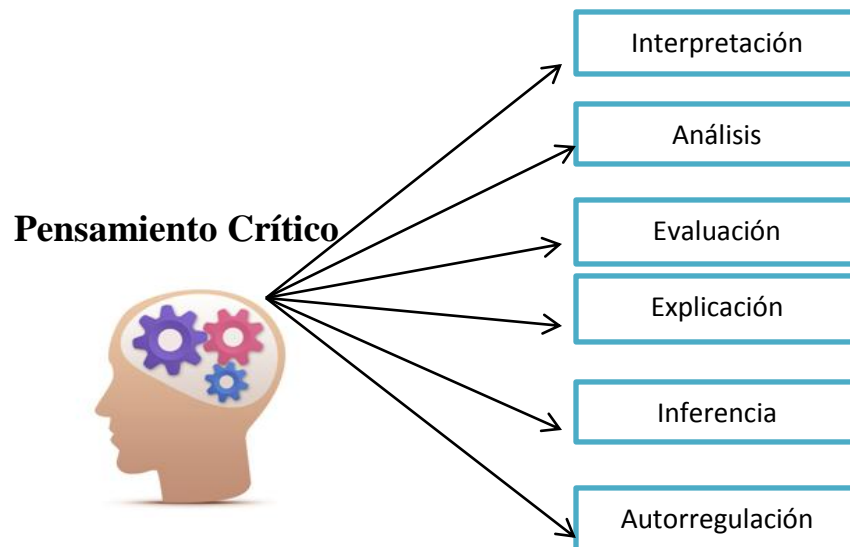 Interpretación
Análisis
Pensamiento Crítico
Evaluación
Explicación
Inferencia
Autorregulación